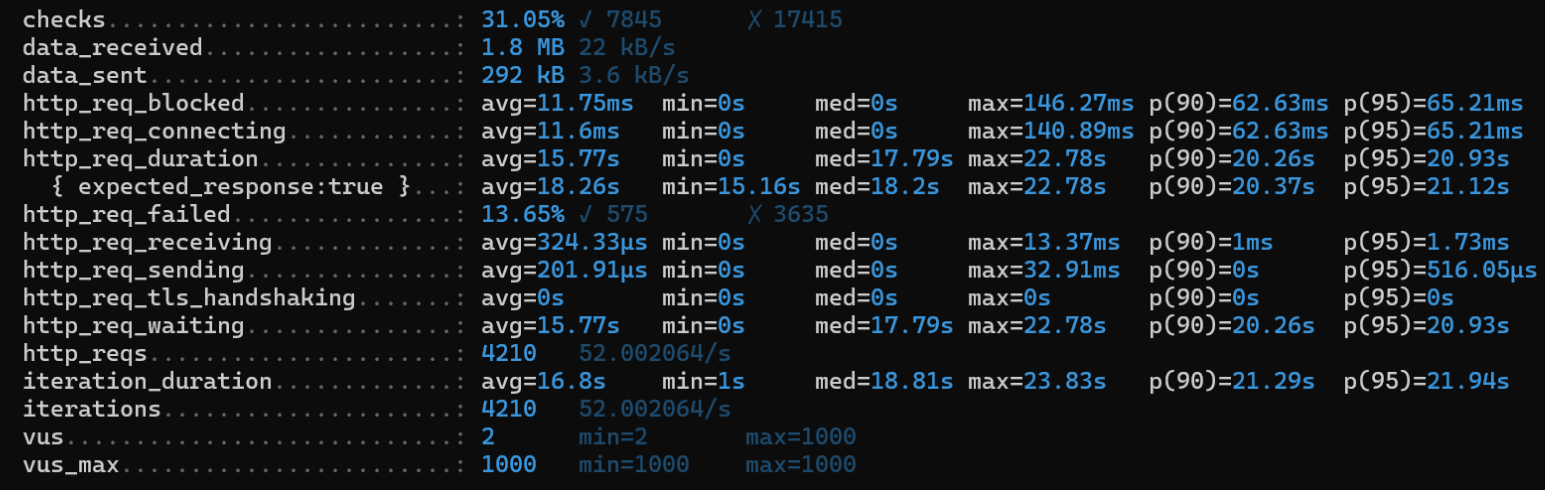 checks.........................: 31.05% ✓ 7845 ✗ 17415
data_received..................: 1.8 MB 22 kB/s
data_sent......................: 292 kB 3.6 kB/s
http_req_blocked...............: avg=11.75ms min=0s med=0s max=146.27ms p(90)=62.63ms p(95)=65.21ms
http_req_connecting............: avg=11.6ms min=0s med=0s max=140.89ms p(90)=62.63ms p(95)=65.21ms
http_req_duration..............: avg=15.77s min=0s med=17.79s max=22.78s p(90)=20.26s p(95)=20.93s
{ expected_response:true }...: avg=18.26s min=15.16s med=18.2s max=22.78s p(90)=20.37s p(95)=21.12s
http_req_failed................: 13.65% ✓ 575 ✗ 3635
http_req_receiving.............: avg=324.33µs min=0s med=0s max=13.37ms p(90)=1ms p(95)=1.73ms
http_req_sending...............: avg=201.91µs min=0s med=0s max=32.91ms p(90)=0s p(95)=516.05µs
http_req_tls_handshaking.......: avg=0s min=0s med=0s max=0s p(90)=0s p(95)=0s
http_req_waiting...............: avg=15.77s min=0s med=17.79s max=22.78s p(90)=20.26s p(95)=20.93s
http_reqs......................: 4210 52.002064/s
iteration_duration.............: avg=16.8s min=1s med=18.81s max=23.83s p(90)=21.29s p(95)=21.94s
iterations.....................: 4210 52.002064/s
vus............................: 2 min=2 max=1000
vus_max........................: 1000 min=1000 max=1000